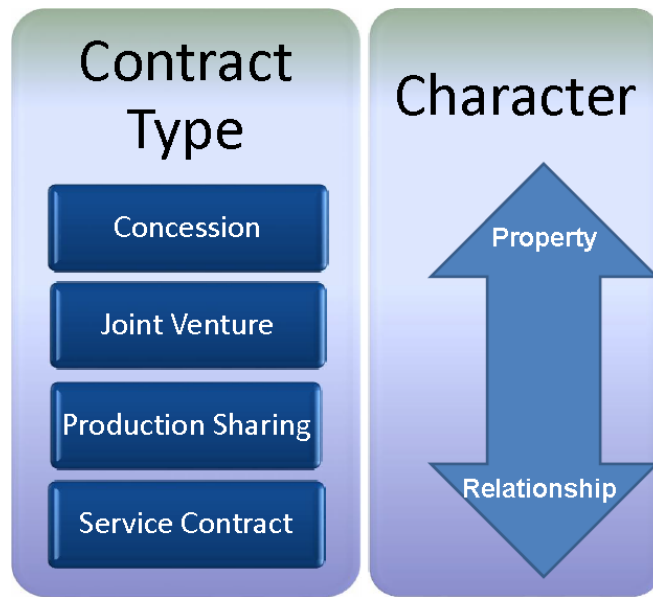 Contract
Type
Concession
Joint Venture
Production Sharing
Service Contract
Character
Property
Relationship